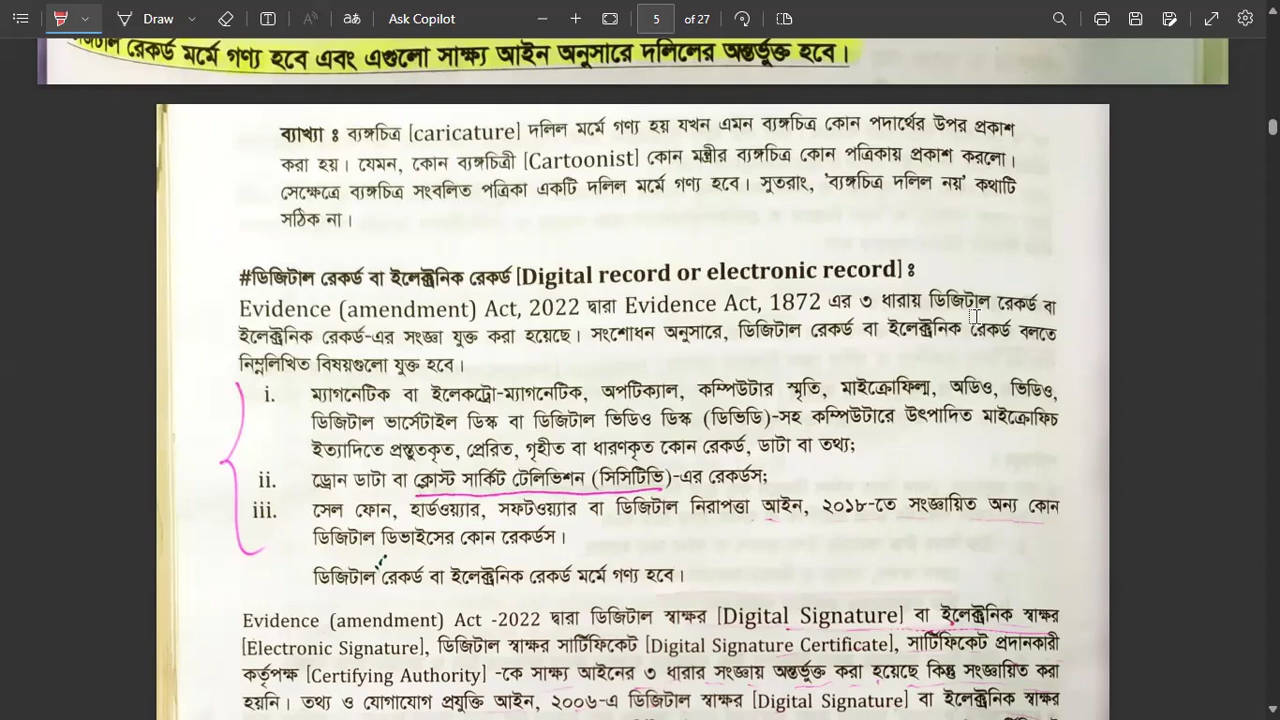 Draw
Ask Copilot
5 of 27
ডিজিটাল রেকর্ড মর্মে গণ্য হবে এবং এগুলো সাক্ষ্য আইন অনুসারে দলিলের অন্তর্ভুক্ত হবে।
ব্যাখ্যা ঃ ব্যঙ্গচিত্র [caricature] দলিল মর্মে গণ্য হয় যখন এমন ব্যঙ্গচিত্র কোন পদার্থের উপর প্রকাশ
করা হয়। যেমন, কোন ব্যঙ্গচিত্রী [Cartoonist] কোন মন্ত্রীর ব্যঙ্গচিত্র কোন পত্রিকায় প্রকাশ করলো।
সেক্ষেত্রে ব্যঙ্গচিত্র সংবলিত পত্রিকা একটি দলিল মর্মে গণ্য হবে। সুতরাং, 'ব্যঙ্গচিত্র দলিল নয়' কথাটি
সঠিক না।
#ডিজিটাল রেকর্ড বা ইলেক্ট্রনিক রেকর্ড [Digital record or electronic record] ঃ
Evidence (amendment) Act, 2022 দ্বারা Evidence Act, 1872 এর ৩ ধারায় ডিজিটাল রেকর্ড বা
ইলেক্ট্রনিক রেকর্ড-এর সংজ্ঞা যুক্ত করা হয়েছে। সংশোধন অনুসারে, ডিজিটাল রেকর্ড বা ইলেক্ট্রনিক রেকর্ড বলতে
নিম্নলিখিত বিষয়গুলো যুক্ত হবে।
i. ম্যাগনেটিক বা ইলেকট্রো-ম্যাগনেটিক, অপটিক্যাল, কম্পিউটার স্মৃতি, মাইক্রোফিল্ম, অডিও, ভিডিও,
ডিজিটাল ভার্সেটাইল ডিস্ক বা ডিজিটাল ভিডিও ডিস্ক (ডিভিডি)-সহ কম্পিউটারে উৎপাদিত মাইক্রোফিচ
ইত্যাদিতে প্রস্তুতকৃত, প্রেরিত, গৃহীত বা ধারণকৃত কোন রেকর্ড, ডাটা বা তথ্য;
ii. ড্রোন ডাটা বা ক্লোস্ট সার্কিট টেলিভিশন (সিসিটিভি)-এর রেকর্ডস;
iii. সেল ফোন, হার্ডওয়্যার, সফটওয়্যার বা ডিজিটাল নিরাপত্তা আইন, ২০১৮-তে সংজ্ঞায়িত অন্য কোন
ডিজিটাল ডিভাইসের কোন রেকর্ডস।
ডিজিটাল রেকর্ড বা ইলেক্ট্রনিক রেকর্ড মর্মে গণ্য হবে।
Evidence (amendment) Act -2022 দ্বারা ডিজিটাল স্বাক্ষর [Digital Signature] বা ইলেক্ট্রনিক স্বাক্ষর
[Electronic Signature], ডিজিটাল স্বাক্ষর সার্টিফিকেট [Digital Signature Certificate], সার্টিফিকেট প্রদানকারী
কর্তৃপক্ষ [Certifying Authority] -কে সাক্ষ্য আইনের ৩ ধারার সংজ্ঞায় অন্তর্ভুক্ত করা হয়েছে কিন্তু সংজ্ঞায়িত করা
হয়নি। তথ্য ও যোগাযোগ প্রযুক্তি আইন, ২০০৬-এ ডিজিটাল স্বাক্ষর [Digital Signature] বা ইলেক্ট্রনিক স্বাক্ষর